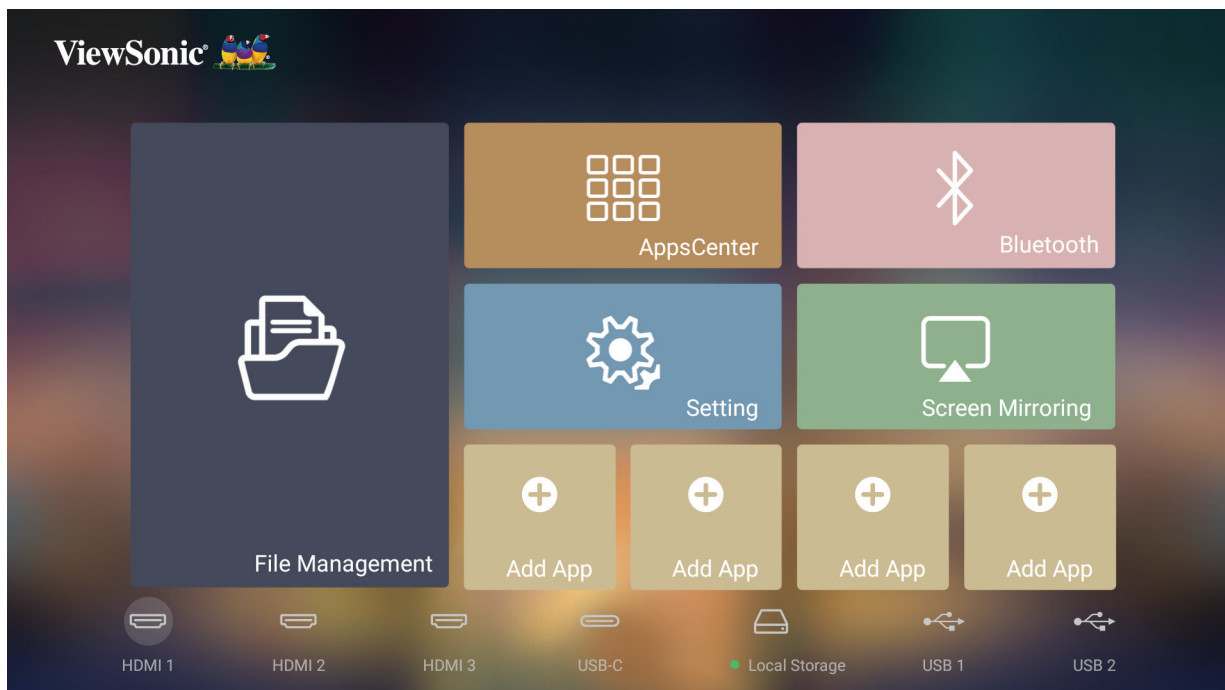 ViewSonic®
AppsCenter
Bluetooth
Setting
Screen Mirroring
File Management
Add App
Add App
Add App
Add App
HDMI 1
HDMI 2
HDMI 3
USB-C
Local Storage
USB 1
USB 2